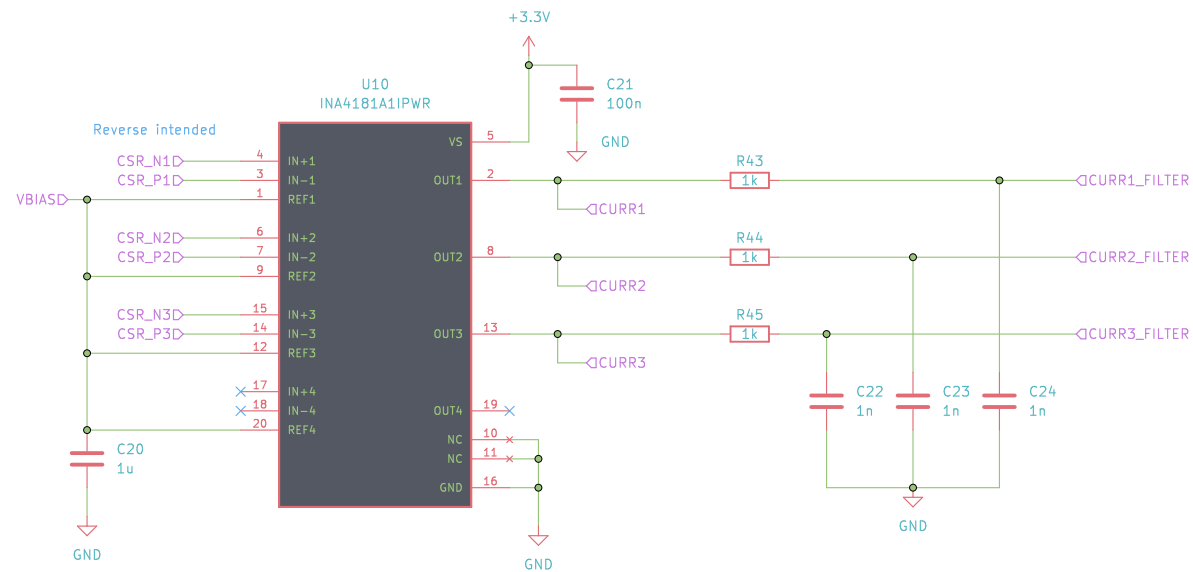 +3.3V
U10
INA4181A1IPWR
C21
100n
GND
Reverse intended
VS 5
CSR_N1 4 IN+1
CSR_P1 3 IN-1
OUT1 2
R43
1k
CURR1_FILTER
VBIAS 1 REF1
CURR1
CSR_N2 6 IN+2
CSR_P2 7 IN-2
OUT2 8
R44
1k
CURR2_FILTER
9 REF2
CURR2
CSR_N3 15 IN+3
CSR_P3 14 IN-3
OUT3 13
R45
1k
CURR3_FILTER
12 REF3
CURR3
17 IN+4
18 IN-4
OUT4 19
20 REF4
C22
1n
C23
1n
C24
1n
NC 10
NC 11
GND 16
C20
1u
GND
GND
GND